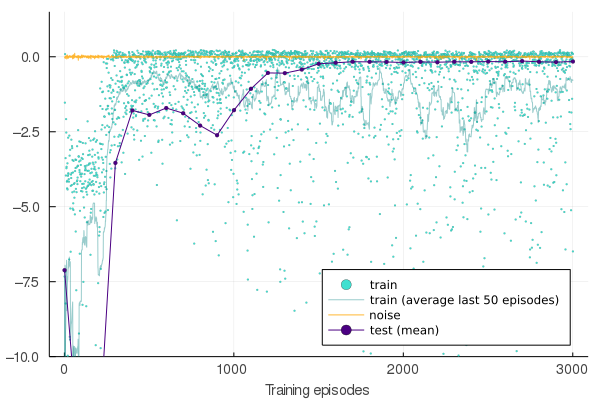 0.0
−2.5
−5.0
−7.5
−10.0
0
1000
2000
3000
Training episodes
train
train (average last 50 episodes)
noise
test (mean)